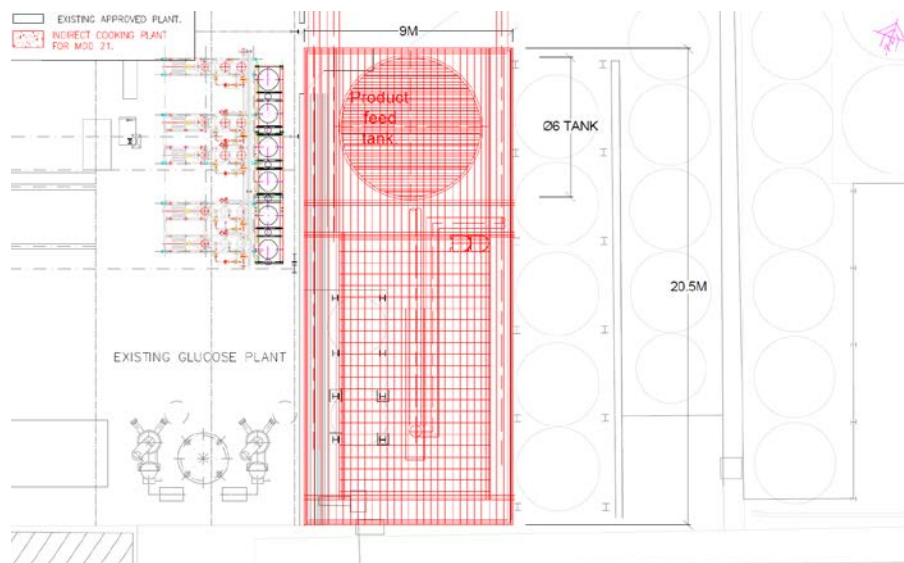 EXISTING APPROVED PLANT.
INDIRECT COOKING PLANT
FOR MOD 21.
9M
Product
feed
tank
Ø6 TANK
20.5M
EXISTING GLUCOSE PLANT